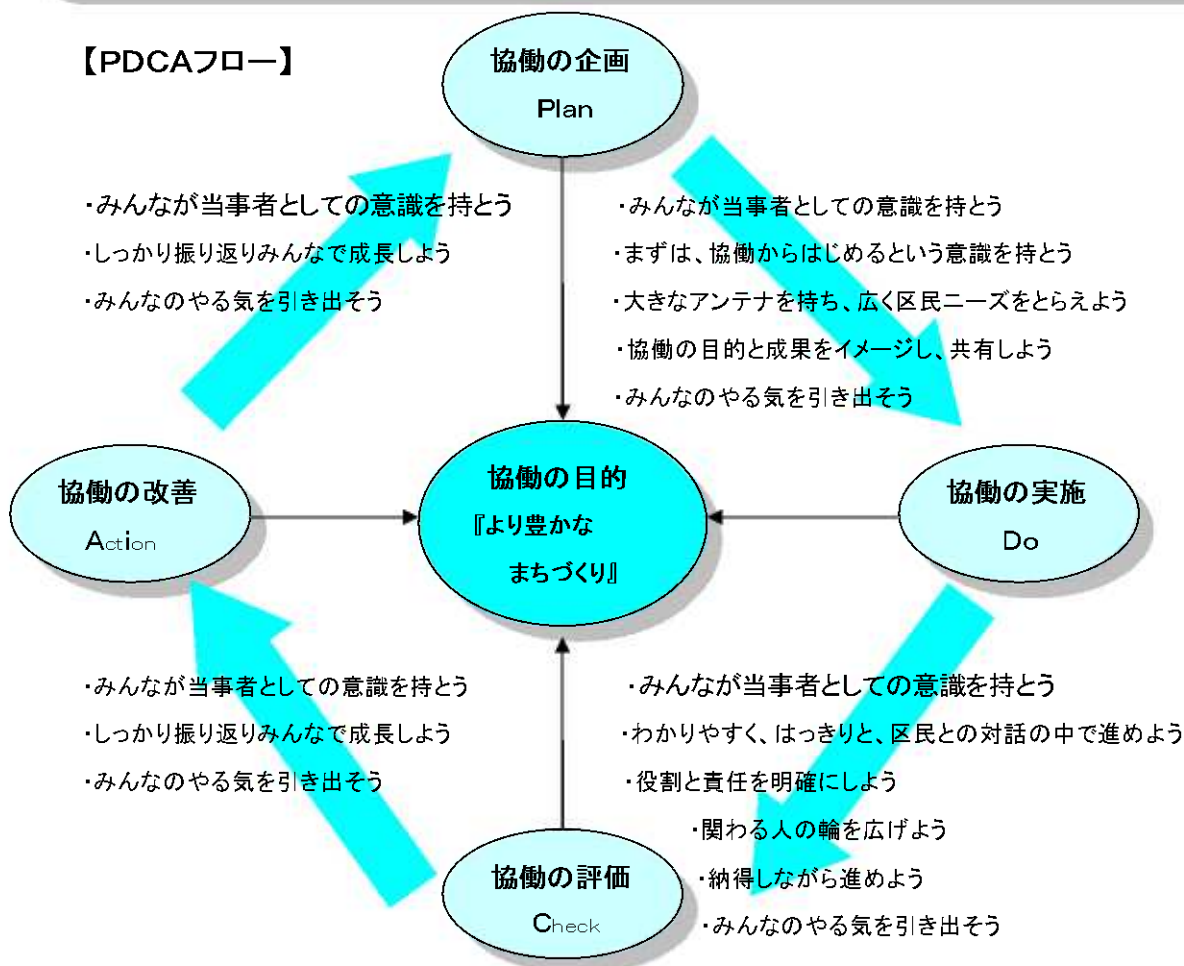 【PDCAフロー】
協働の企画
Plan
・みんなが当事者としての意識を持とう
・しっかり振り返りみんなで成長しよう
・みんなのやる気を引き出そう
・みんなが当事者としての意識を持とう
・まずは、協働からはじめるという意識を持とう
・大きなアンテナを持ち、広く区民ニーズをとらえよう
・協働の目的と成果をイメージし、共有しよう
・みんなのやる気を引き出そう
協働の改善
Action
協働の目的
『より豊かな
まちづくり』
協働の実施
Do
・みんなが当事者としての意識を持とう
・しっかり振り返りみんなで成長しよう
・みんなのやる気を引き出そう
・みんなが当事者としての意識を持とう
・わかりやすく、はっきりと、区民との対話の中で進めよう
・役割と責任を明確にしよう
・関わる人の輪を広げよう
・納得しながら進めよう
・みんなのやる気を引き出そう
協働の評価
Check